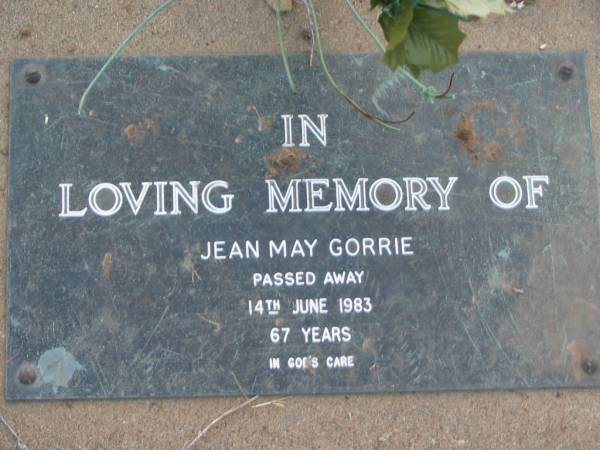 IN
LOVING MEMORY OF
JEAN MAY GORRIE
PASSED AWAY
14TH JUNE 1983
67 YEARS
IN GOD'S CARE